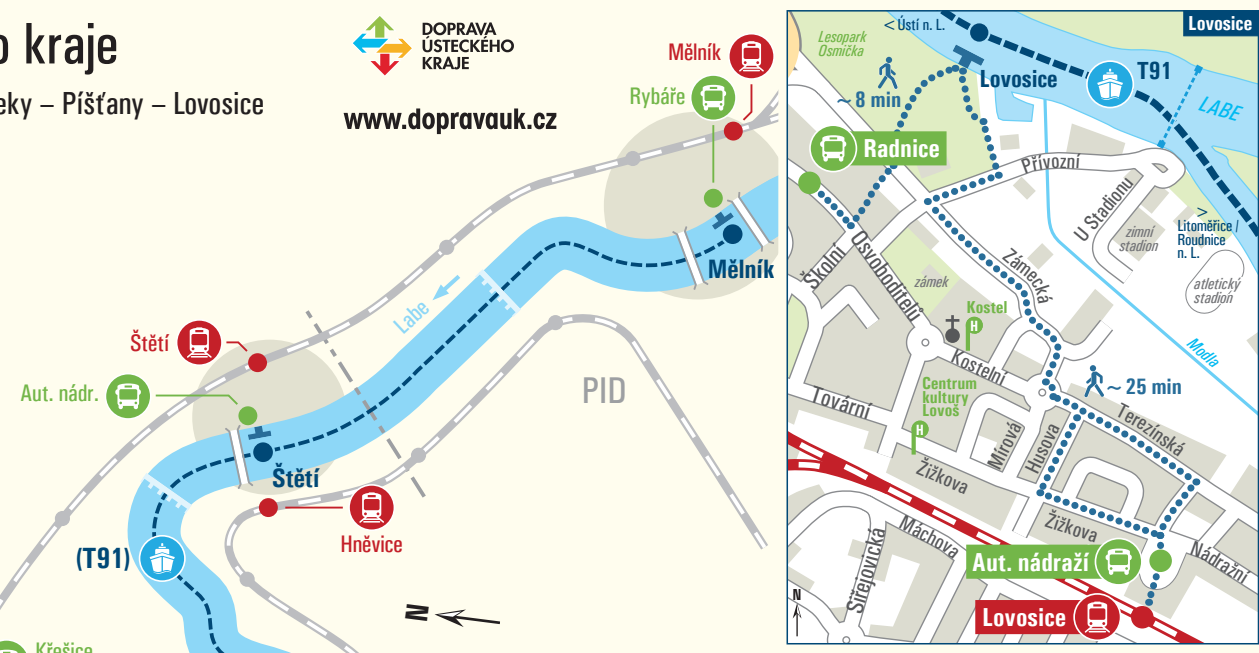 o kraje
eky – Píšťany – Lovosice
DOPRAVA
ÚSTECKÉHO
KRAJE
www.dopravauk.cz
Mělník
Rybáře
Mělník
Labe
Štětí
Aut. nádr.
Štětí
PID
Hněvice
(T91)
N
Křešice
Lovosice
< Ústí n. L.
Lesopark
Osmička
Lovosice
T91
~ 8 min
LABE
Radnice
Přívozní
U Stadionu
>
Litoměřice /
Roudnice
n. L.
zimní
stadion
atletický
stadion
Školní
Osvoboditelů
Zámecká
zámek
Kostel
H
Kostelní
Modla
~ 25 min
Centrum
kultury
Lovoš
H
Tovární
Terezínská
Mírová
Husova
Žižkova
Žižkova
Máchova
Nádražní
Siřejovická
Aut. nádraží
Lovosice
N